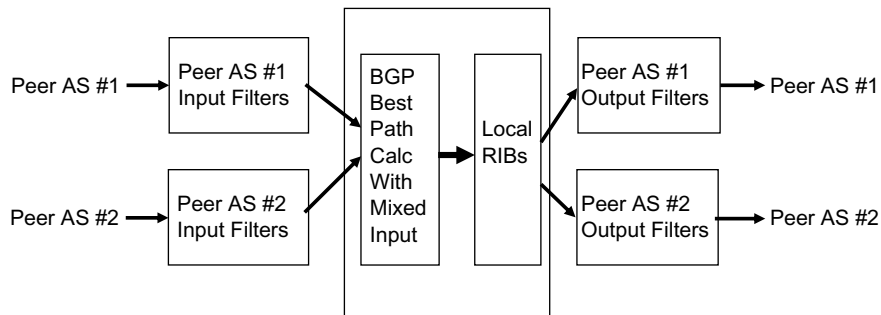 Peer AS #1
Peer AS #1
Input Filters
Peer AS #2
Peer AS #2
Input Filters
BGP
Best
Path
Calc
With
Mixed
Input
Local
RIBs
Peer AS #1
Output Filters
Peer AS #1
Peer AS #2
Output Filters
Peer AS #2